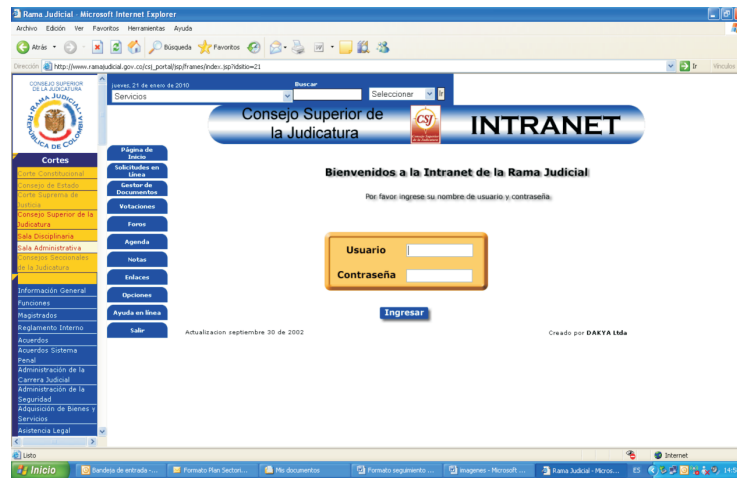 Rama Judicial - Microsoft Internet Explorer
Archivo Edición Ver Favoritos Herramientas Ayuda
Atrás Búsqueda Favoritos
Dirección http://www.ramajudicial.gov.co/csj_portal/jsp/frames/index.jsp?idsitio=21 Ir Vínculos
CONSEJO SUPERIOR
DE LA JUDICATURA
RAMA JUDICIAL
REPÚBLICA DE COLOMBIA
jueves, 21 de enero de 2010 Buscar
Servicios Seleccionar Ir
Consejo Superior de
la Judicatura
CSJ
INTRANET
Cortes
Corte Constitucional
Consejo de Estado
Corte Suprema de
Justicia
Consejo Superior de la
Judicatura
Sala Disciplinaria
Sala Administrativa
Consejos Seccionales
de la Judicatura
Información General
Funciones
Magistrados
Reglamento Interno
Acuerdos
Acuerdos Sistema
Penal
Administración de la
Carrera Judicial
Administración de la
Seguridad
Adquisición de Bienes y
Servicios
Asistencia Legal
Página de
Inicio
Solicitudes en
Línea
Gestor de
Documentos
Votaciones
Foros
Agenda
Notas
Enlaces
Opciones
Ayuda en línea
Salir
Bienvenidos a la Intranet de la Rama Judicial
Por favor ingrese su nombre de usuario y contraseña.
Usuario
Contraseña
Ingresar
Actualizacion septiembre 30 de 2002 Creado por DAKYA Ltda
Listo Internet
Inicio Bandeja de entrada -... Formato Plan Sectori... Mis documentos Formato seguimiento ... imagenes - Microsoft ... Rama Judicial - Micros... ES